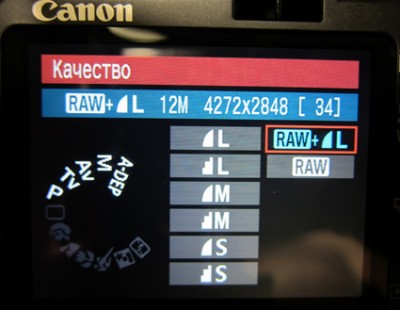 Canon
Качество
RAW+L 12M 4272x2848 [ 34]
L RAW+L
L RAW
M
M
S
S
A-DEP
M
AV
TV
P